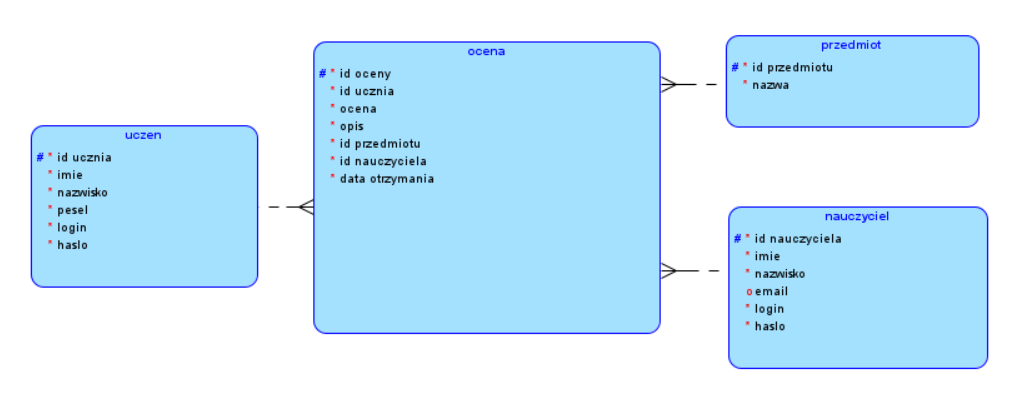 uczen
# * id ucznia
* imie
* nazwisko
* pesel
* login
* haslo
ocena
# * id oceny
* id ucznia
* ocena
* opis
* id przedmiotu
* id nauczyciela
* data otrzymania
przedmiot
# * id przedmiotu
* nazwa
nauczyciel
# * id nauczyciela
* imie
* nazwisko
o email
* login
* haslo